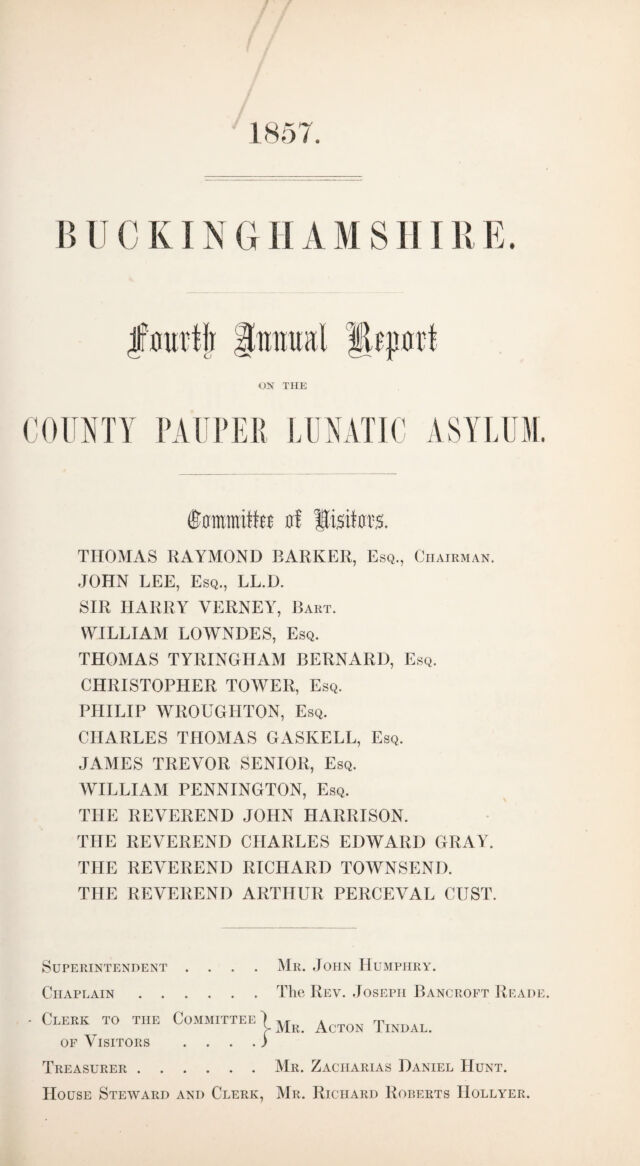 1857.
BUCKINGHAMSHIRE.
Fourth Annual Report
ON THE
COUNTY PAUPER LUNATIC ASYLUM.
Committee of Visitors.
THOMAS RAYMOND BARKER, Esq., Chairman.
JOHN LEE, Esq., LL.D.
SIR HARRY VERNEY, Bart.
WILLIAM LOWNDES, Esq.
THOMAS TYRINGHAM BERNARD, Esq.
CHRISTOPHER TOWER, Esq.
PHILIP WROUGHTON, Esq.
CHARLES THOMAS GASKELL, Esq.
JAMES TREVOR SENIOR, Esq.
WILLIAM PENNINGTON, Esq.
THE REVEREND JOHN HARRISON.
THE REVEREND CHARLES EDWARD GRAY.
THE REVEREND RICHARD TOWNSEND.
THE REVEREND ARTHUR PERCEVAL CUST.
Superintendent . . . . Mr. John Humphry.
Chaplain . . . . . . The Rev. Joseph Bancroft Reade.
Clerk to the Committee } Mr. Acton Tindal.
of Visitors . . . .
Treasurer . . . . . . Mr. Zacharias Daniel Hunt.
House Steward and Clerk, Mr. Richard Roberts Hollyer.